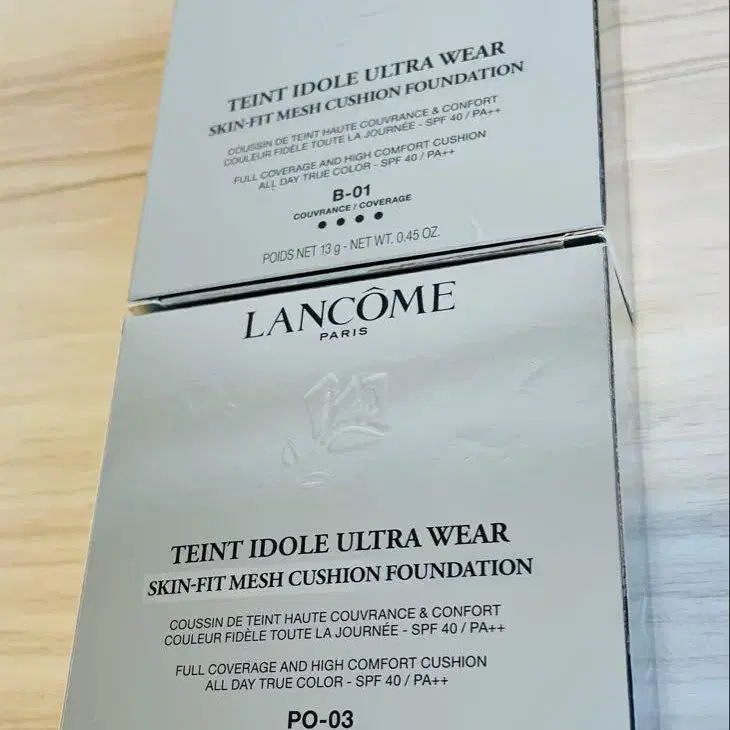 TEINT IDOLE ULTRA WEAR
SKIN-FIT MESH CUSHION FOUNDATION
COUSSIN DE TEINT HAUTE COUVRANCE & CONFORT
COULEUR FIDÈLE TOUTE LA JOURNÉE - SPF 40 / PA++
FULL COVERAGE AND HIGH COMFORT CUSHION
ALL DAY TRUE COLOR - SPF 40 / PA++
B-01
COUVRANCE / COVERAGE
POIDS NET 13 g - NET WT. 0.45 OZ.
LANCÔME
PARIS
TEINT IDOLE ULTRA WEAR
SKIN-FIT MESH CUSHION FOUNDATION
COUSSIN DE TEINT HAUTE COUVRANCE & CONFORT
COULEUR FIDÈLE TOUTE LA JOURNÉE - SPF 40 / PA++
FULL COVERAGE AND HIGH COMFORT CUSHION
ALL DAY TRUE COLOR - SPF 40 / PA++
PO-03